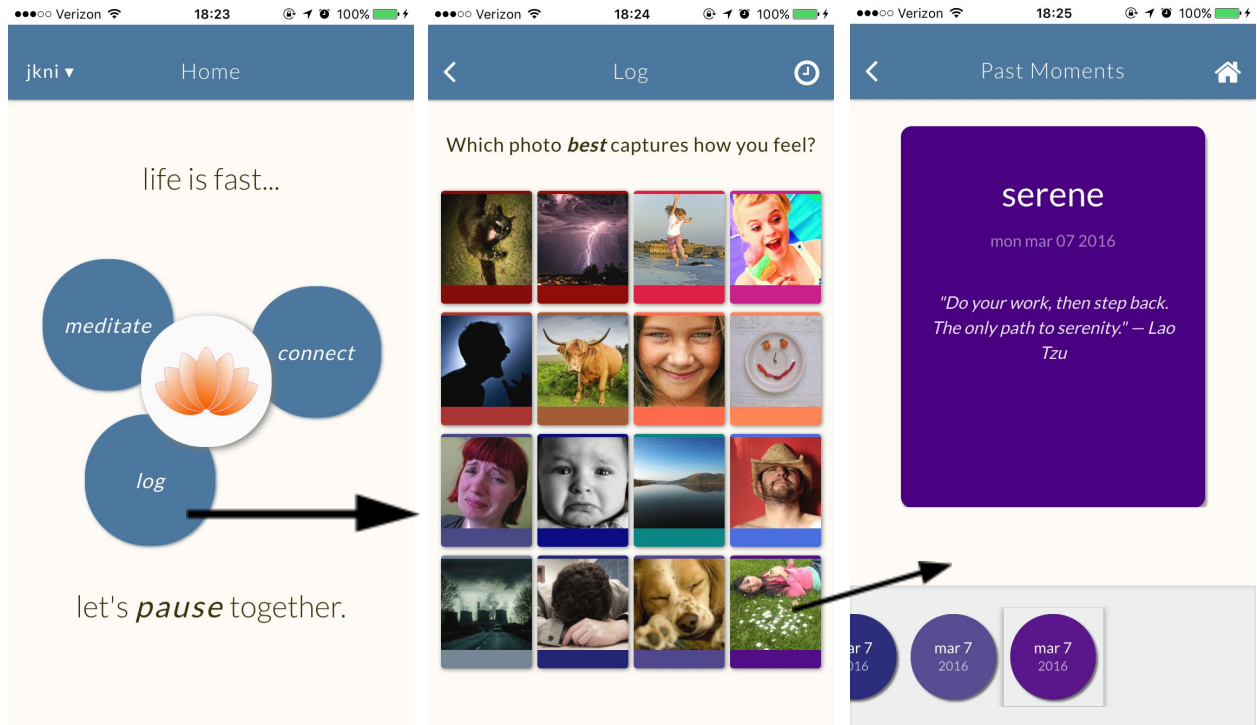 Verizon 18:23 100%
jkni ▾ Home
life is fast...
meditate
connect
log
let's pause together.
Verizon 18:24 100%
Log
Which photo best captures how you feel?
Verizon 18:25 100%
Past Moments
serene
mon mar 07 2016
"Do your work, then step back.
The only path to serenity." — Lao
Tzu
ar 7 mar 7 mar 7
016 2016 2016